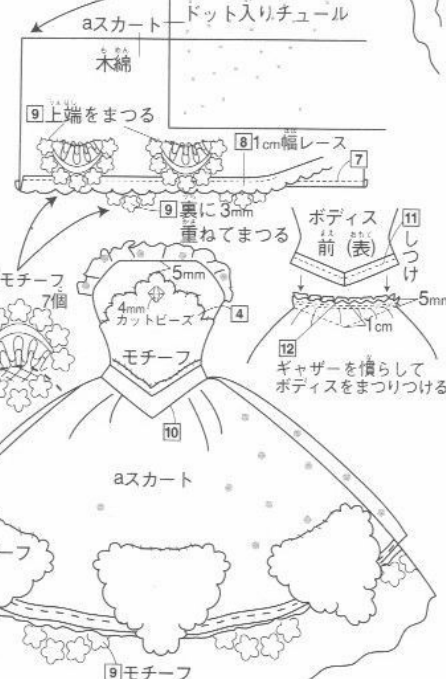 aスカート
ドット入りチュール
木綿
9 上端をまつる
8 1cm幅レース
7
9 裏に3mm
重ねてまつる
モチーフ
7個
ボディス
前(表)
11 しつけ
5mm
4mm
カットビーズ
4
モチーフ
5mm
1cm
12
ギャザーを慣らして
ボディスをまつりつける
10
aスカート
ーフ
9 モチーフ